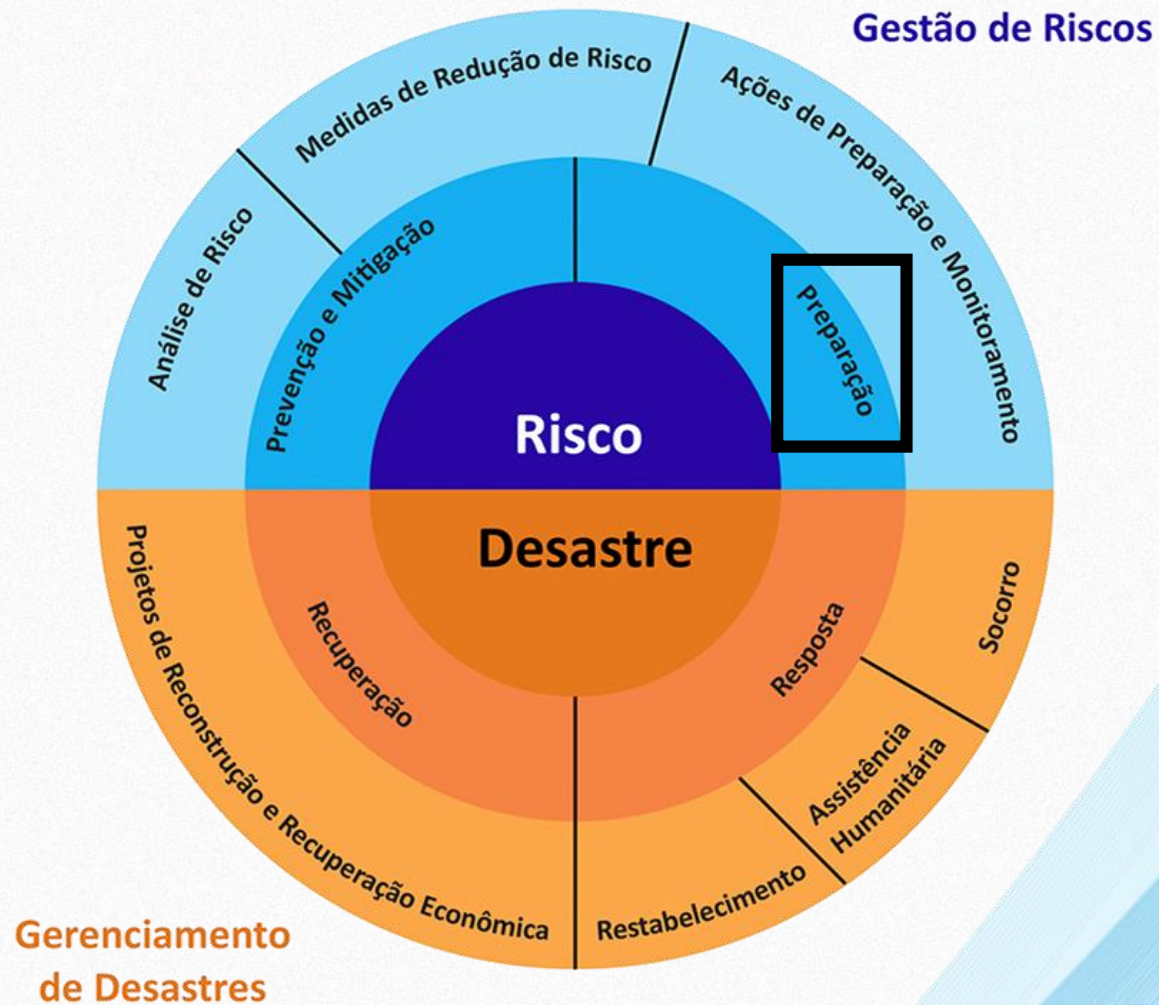 Gestão de Riscos
Medidas de Redução de Risco
Ações de Preparação e Monitoramento
Análise de Risco
Prevenção e Mitigação
Preparação
Risco
Desastre
Recuperação
Resposta
Socorro
Projetos de Reconstrução e Recuperação Econômica
Assistência
Humanitária
Restabelecimento
Gerenciamento
de Desastres